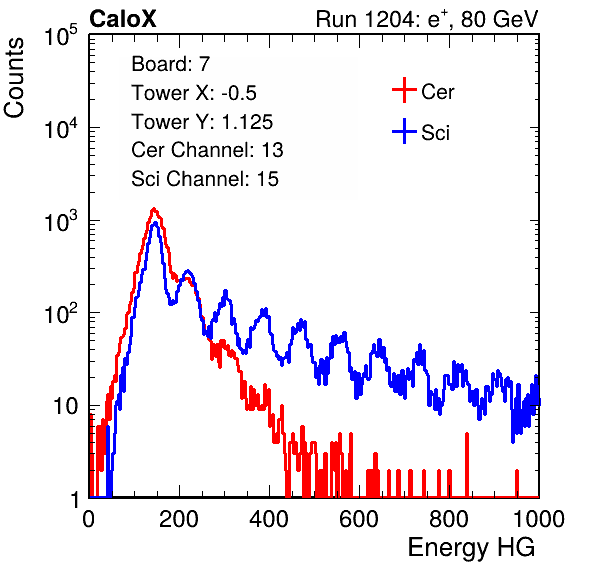 CaloX Run 1204: e⁺, 80 GeV
Counts
10⁵
Board: 7
Tower X: -0.5
Tower Y: 1.125
Cer Channel: 13
Sci Channel: 15
Cer
Sci
10⁴
10³
10²
10
1
0 200 400 600 800 1000
Energy HG